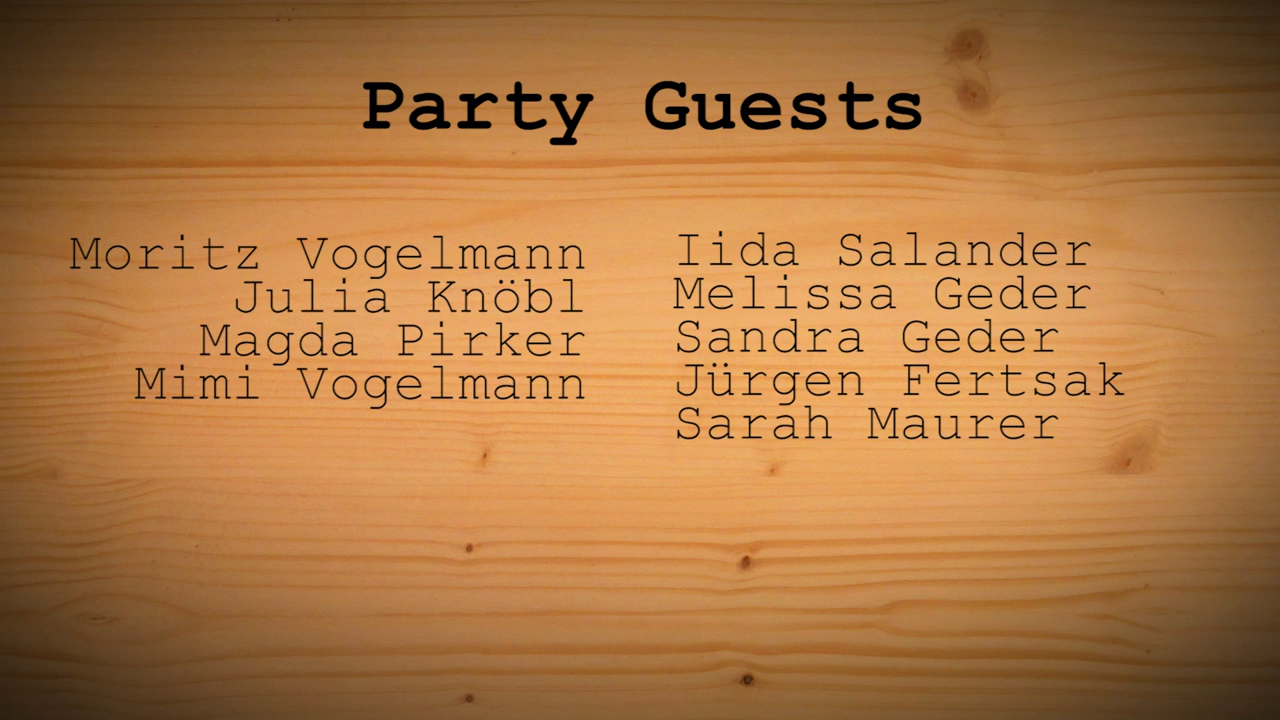 Party Guests
Moritz Vogelmann
Julia Knöbl
Magda Pirker
Mimi Vogelmann
Iida Salander
Melissa Geder
Sandra Geder
Jürgen Fertsak
Sarah Maurer